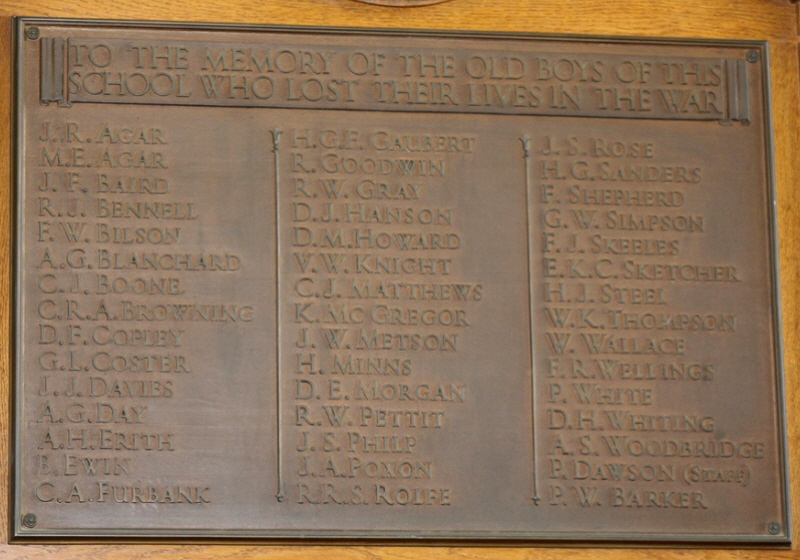 TO THE MEMORY OF THE OLD BOYS OF THIS
SCHOOL WHO LOST THEIR LIVES IN THE WAR
J. R. AGAR
M. E. AGAR
J. F. BAIRD
R. J. BENNELL
F. W. BILSON
A. G. BLANCHARD
C. J. BOONE
C. R. A. BROWNING
D. F. COPLEY
G. L. COSTER
J. J. DAVIES
A. G. DAY
A. H. ERITH
B. EWIN
C. A. FURBANK
H. G. F. GAUBERT
R. GOODWIN
R. W. GRAY
D. J. HANSON
D. M. HOWARD
V. W. KNIGHT
C. J. MATTHEWS
K. MC GREGOR
J. W. METSON
H. MINNS
D. E. MORGAN
R. W. PETTIT
J. S. PHILP
J. A. POXON
R. R. S. ROLFE
J. S. ROSE
H. G. SANDERS
F. SHEPHERD
G. W. SIMPSON
F. J. SKEELES
E. K. C. SKETCHER
H. J. STEEL
W. K. THOMPSON
W. WALLACE
F. R. WELLINGS
P. WHITE
D. H. WHITING
A. S. WOODBRIDGE
P. DAWSON (STAFF)
P. W. BARKER